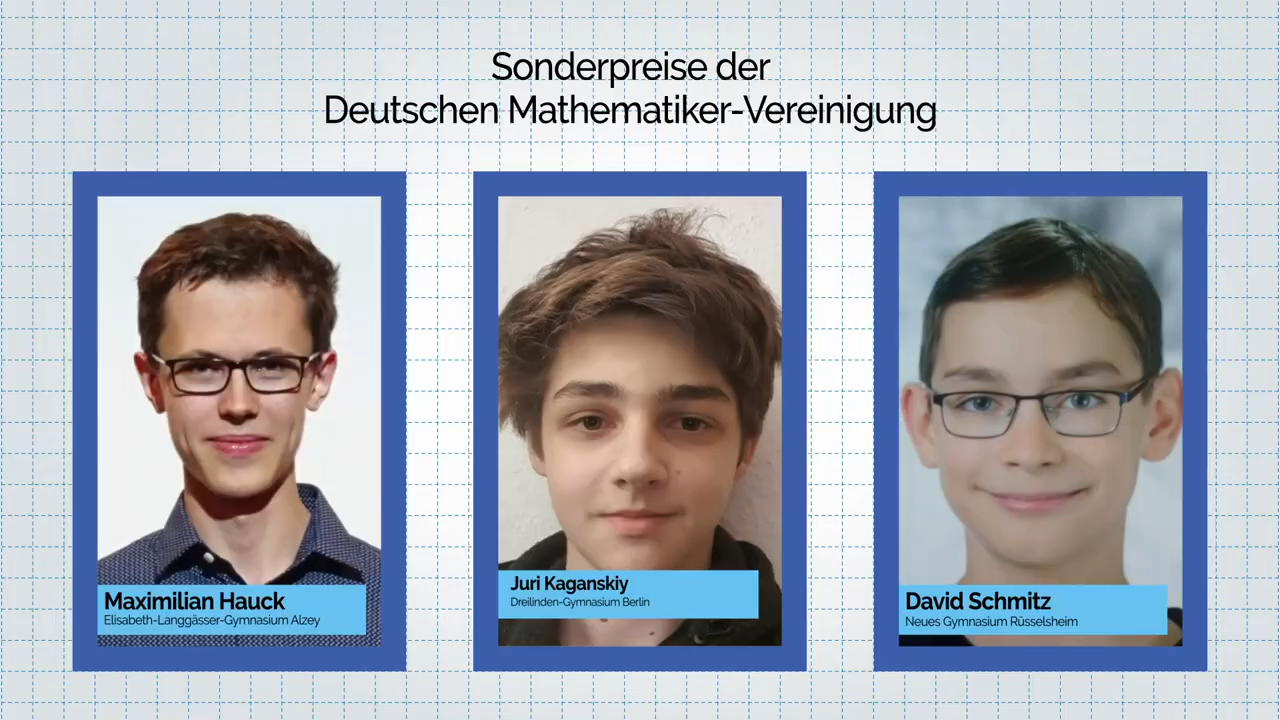 Sonderpreise der
Deutschen Mathematiker-Vereinigung
Maximilian Hauck
Elisabeth-Langgässer-Gymnasium Alzey
Juri Kaganskiy
Dreilinden-Gymnasium Berlin
David Schmitz
Neues Gymnasium Rüsselsheim